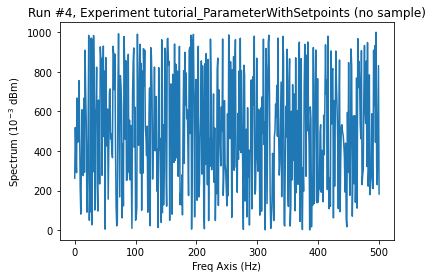 Run #4, Experiment tutorial_ParameterWithSetpoints (no sample)
1000
800
600
400
200
0
Spectrum (10⁻³ dBm)
0 100 200 300 400 500
Freq Axis (Hz)